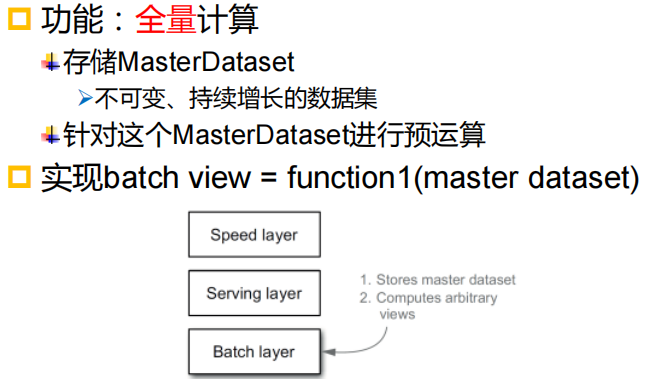 功能：全量计算
存储MasterDataset
不可变、持续增长的数据集
针对这个MasterDataset进行预运算
实现batch view = function1(master dataset)
Speed layer
Serving layer
1. Stores master dataset
2. Computes arbitrary
views
Batch layer